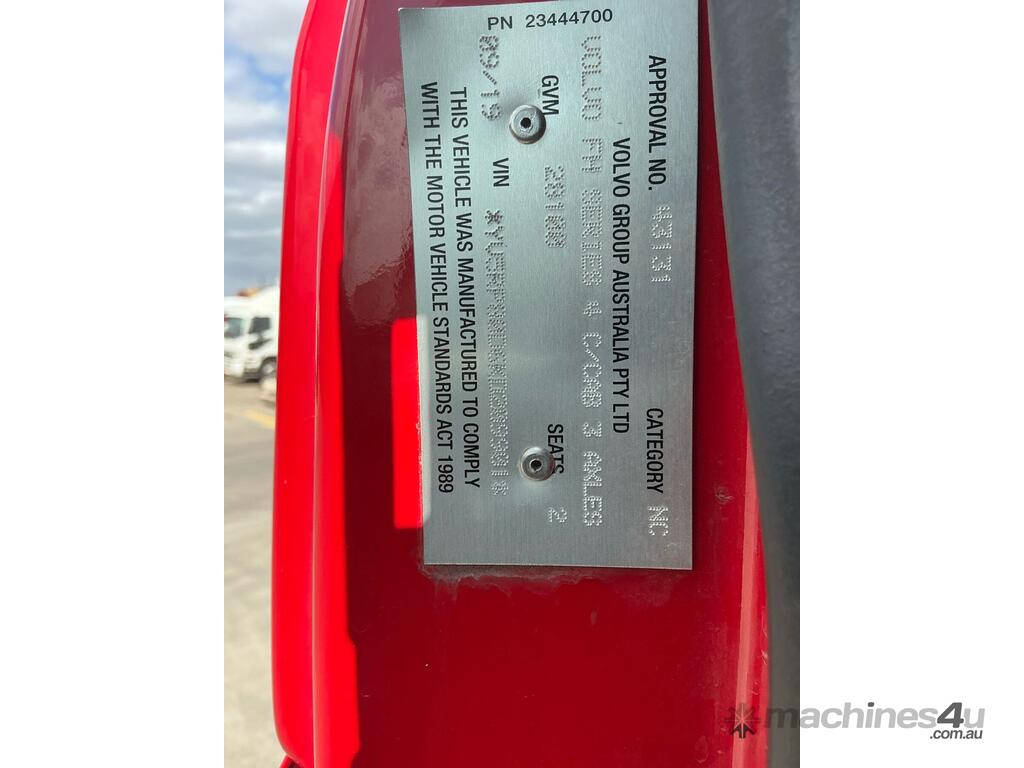 PN 23444700
APPROVAL NO. 43131 CATEGORY NC
VOLVO GROUP AUSTRALIA PTY LTD
VOLVO FH SERIES 4 C/CAB 3 AXLES
GVM 28100 SEATS 2
09/19 VIN
THIS VEHICLE WAS MANUFACTURED TO COMPLY
WITH THE MOTOR VEHICLE STANDARDS ACT 1989
machines4u
.com.au